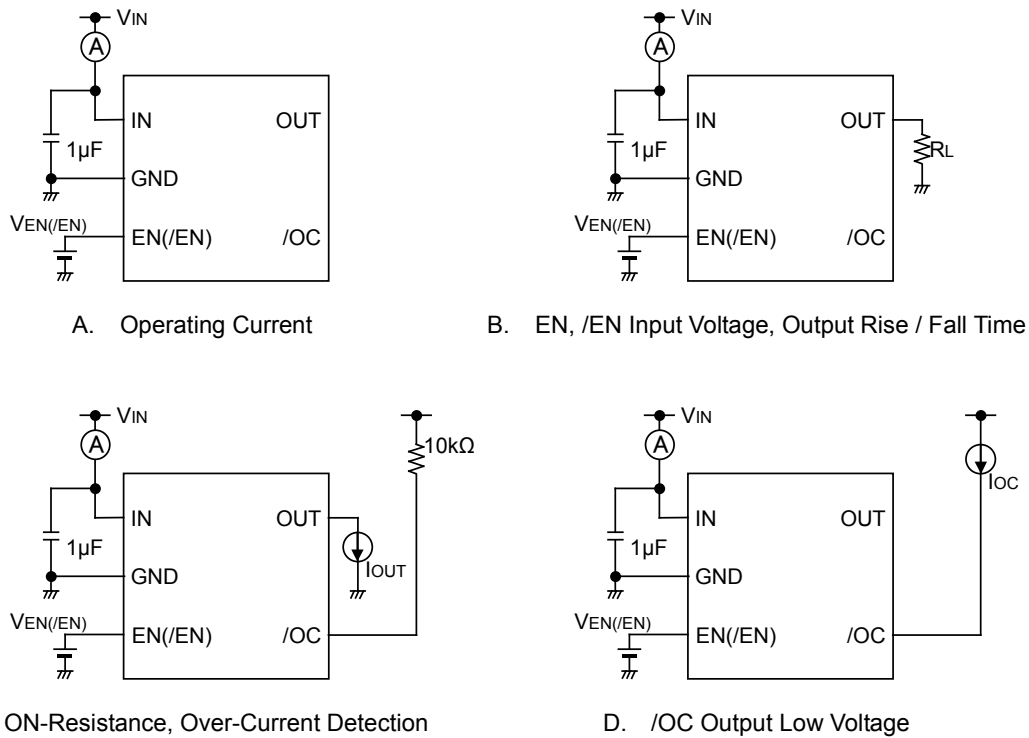 VIN
A
IN OUT
1µF
GND
VEN(/EN)
EN(/EN) /OC
A. Operating Current
VIN
A
IN OUT
RL
1µF
GND
VEN(/EN)
EN(/EN) /OC
B. EN, /EN Input Voltage, Output Rise / Fall Time
VIN
A
10kΩ
IN OUT
1µF
IOUT
GND
VEN(/EN)
EN(/EN) /OC
ON-Resistance, Over-Current Detection
VIN
A
IOC
IN OUT
1µF
GND
VEN(/EN)
EN(/EN) /OC
D. /OC Output Low Voltage